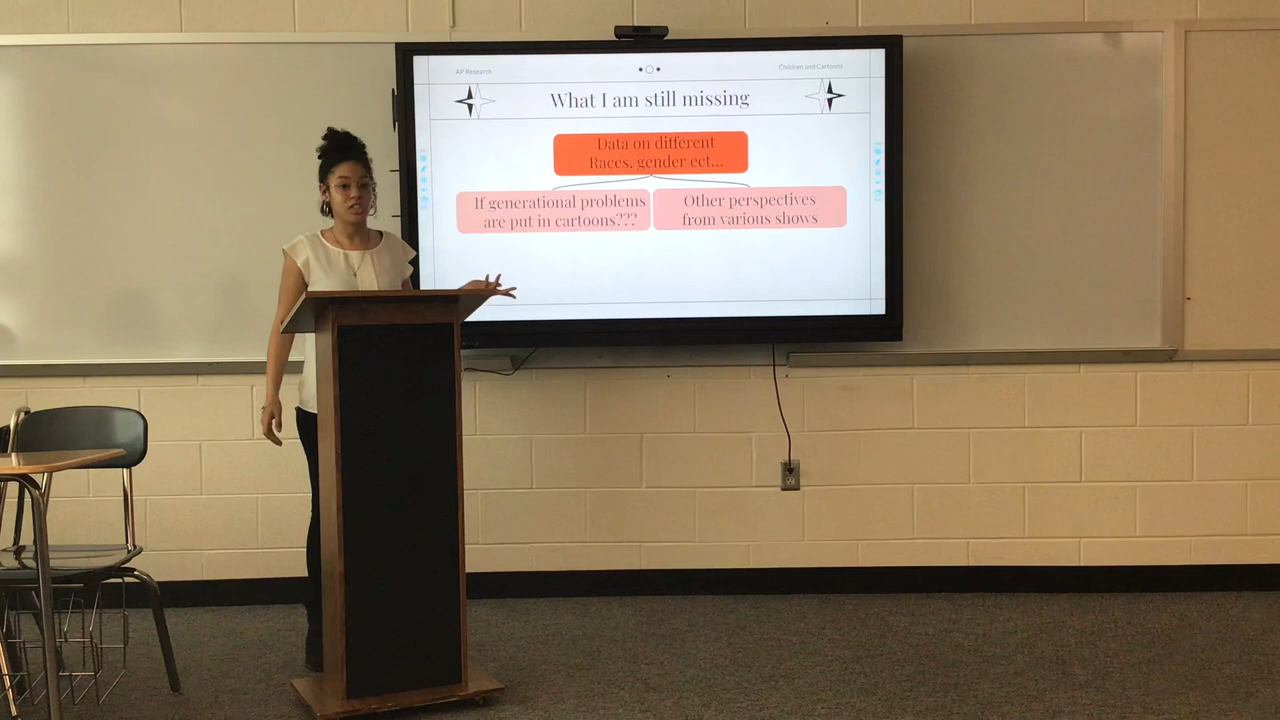 AP Research
Children and Cartoons
What I am still missing
Data on different
Races, gender ect...
If generational problems
are put in cartoons???
Other perspectives
from various shows